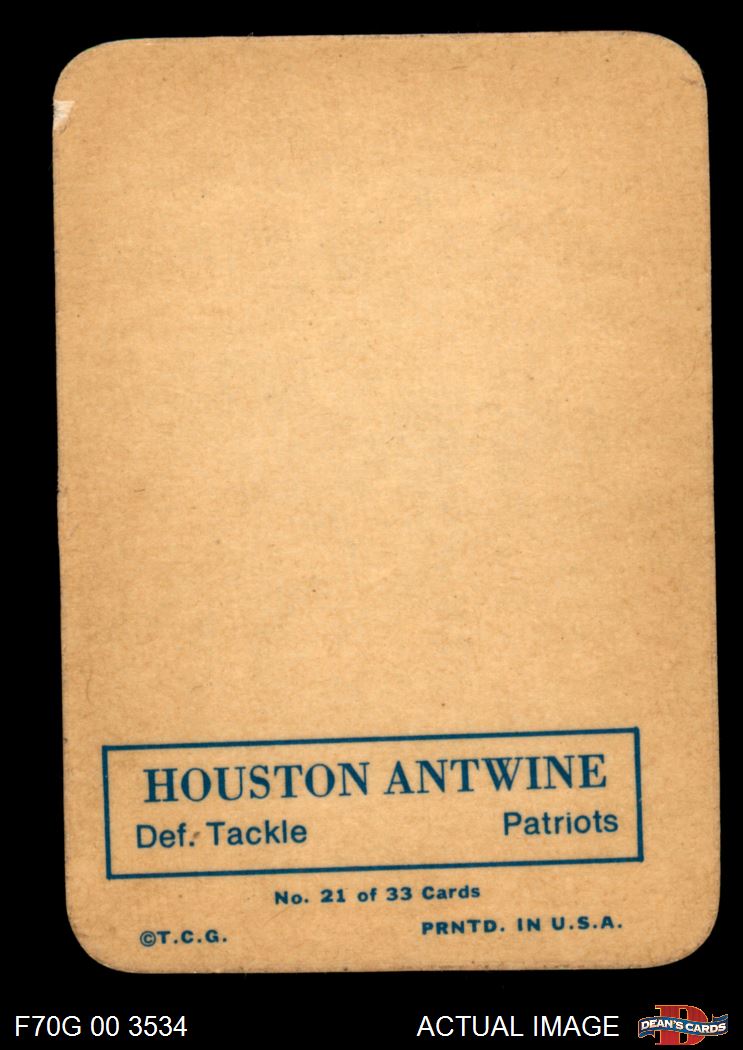 HOUSTON ANTWINE
Def. Tackle Patriots
No. 21 of 33 Cards
©T.C.G. PRNTD. IN U.S.A.
F70G 00 3534 ACTUAL IMAGE DEAN'S CARDS